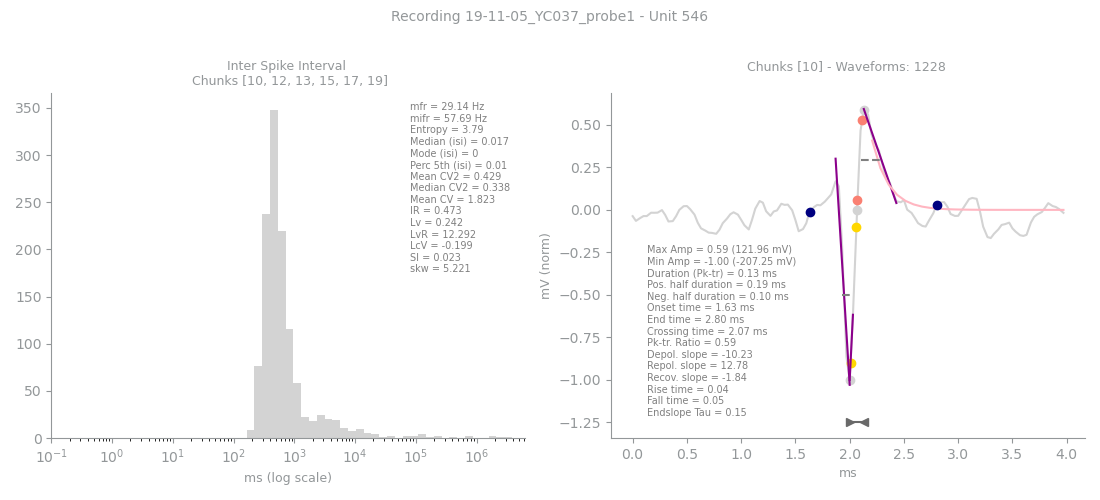 Recording 19-11-05_YC037_probe1 - Unit 546
Inter Spike Interval
Chunks [10, 12, 13, 15, 17, 19]
350
300
250
200
150
100
50
0
10⁻¹
10⁰
10¹
10²
10³
10⁴
10⁵
10⁶
ms (log scale)
mfr = 29.14 Hz
mifr = 57.69 Hz
Entropy = 3.79
Median (isi) = 0.017
Mode (isi) = 0
Perc 5th (isi) = 0.01
Mean CV2 = 0.429
Median CV2 = 0.338
Mean CV = 1.823
IR = 0.473
Lv = 0.242
LvR = 12.292
LcV = -0.199
SI = 0.023
skw = 5.221
Chunks [10] - Waveforms: 1228
mV (norm)
0.50
0.25
0.00
−0.25
−0.50
−0.75
−1.00
−1.25
Max Amp = 0.59 (121.96 mV)
Min Amp = -1.00 (-207.25 mV)
Duration (Pk-tr) = 0.13 ms
Pos. half duration = 0.19 ms
Neg. half duration = 0.10 ms
Onset time = 1.63 ms
End time = 2.80 ms
Crossing time = 2.07 ms
Pk-tr. Ratio = 0.59
Depol. slope = -10.23
Repol. slope = 12.78
Recov. slope = -1.84
Rise time = 0.04
Fall time = 0.05
Endslope Tau = 0.15
0.0
0.5
1.0
1.5
2.0
2.5
3.0
3.5
4.0
ms